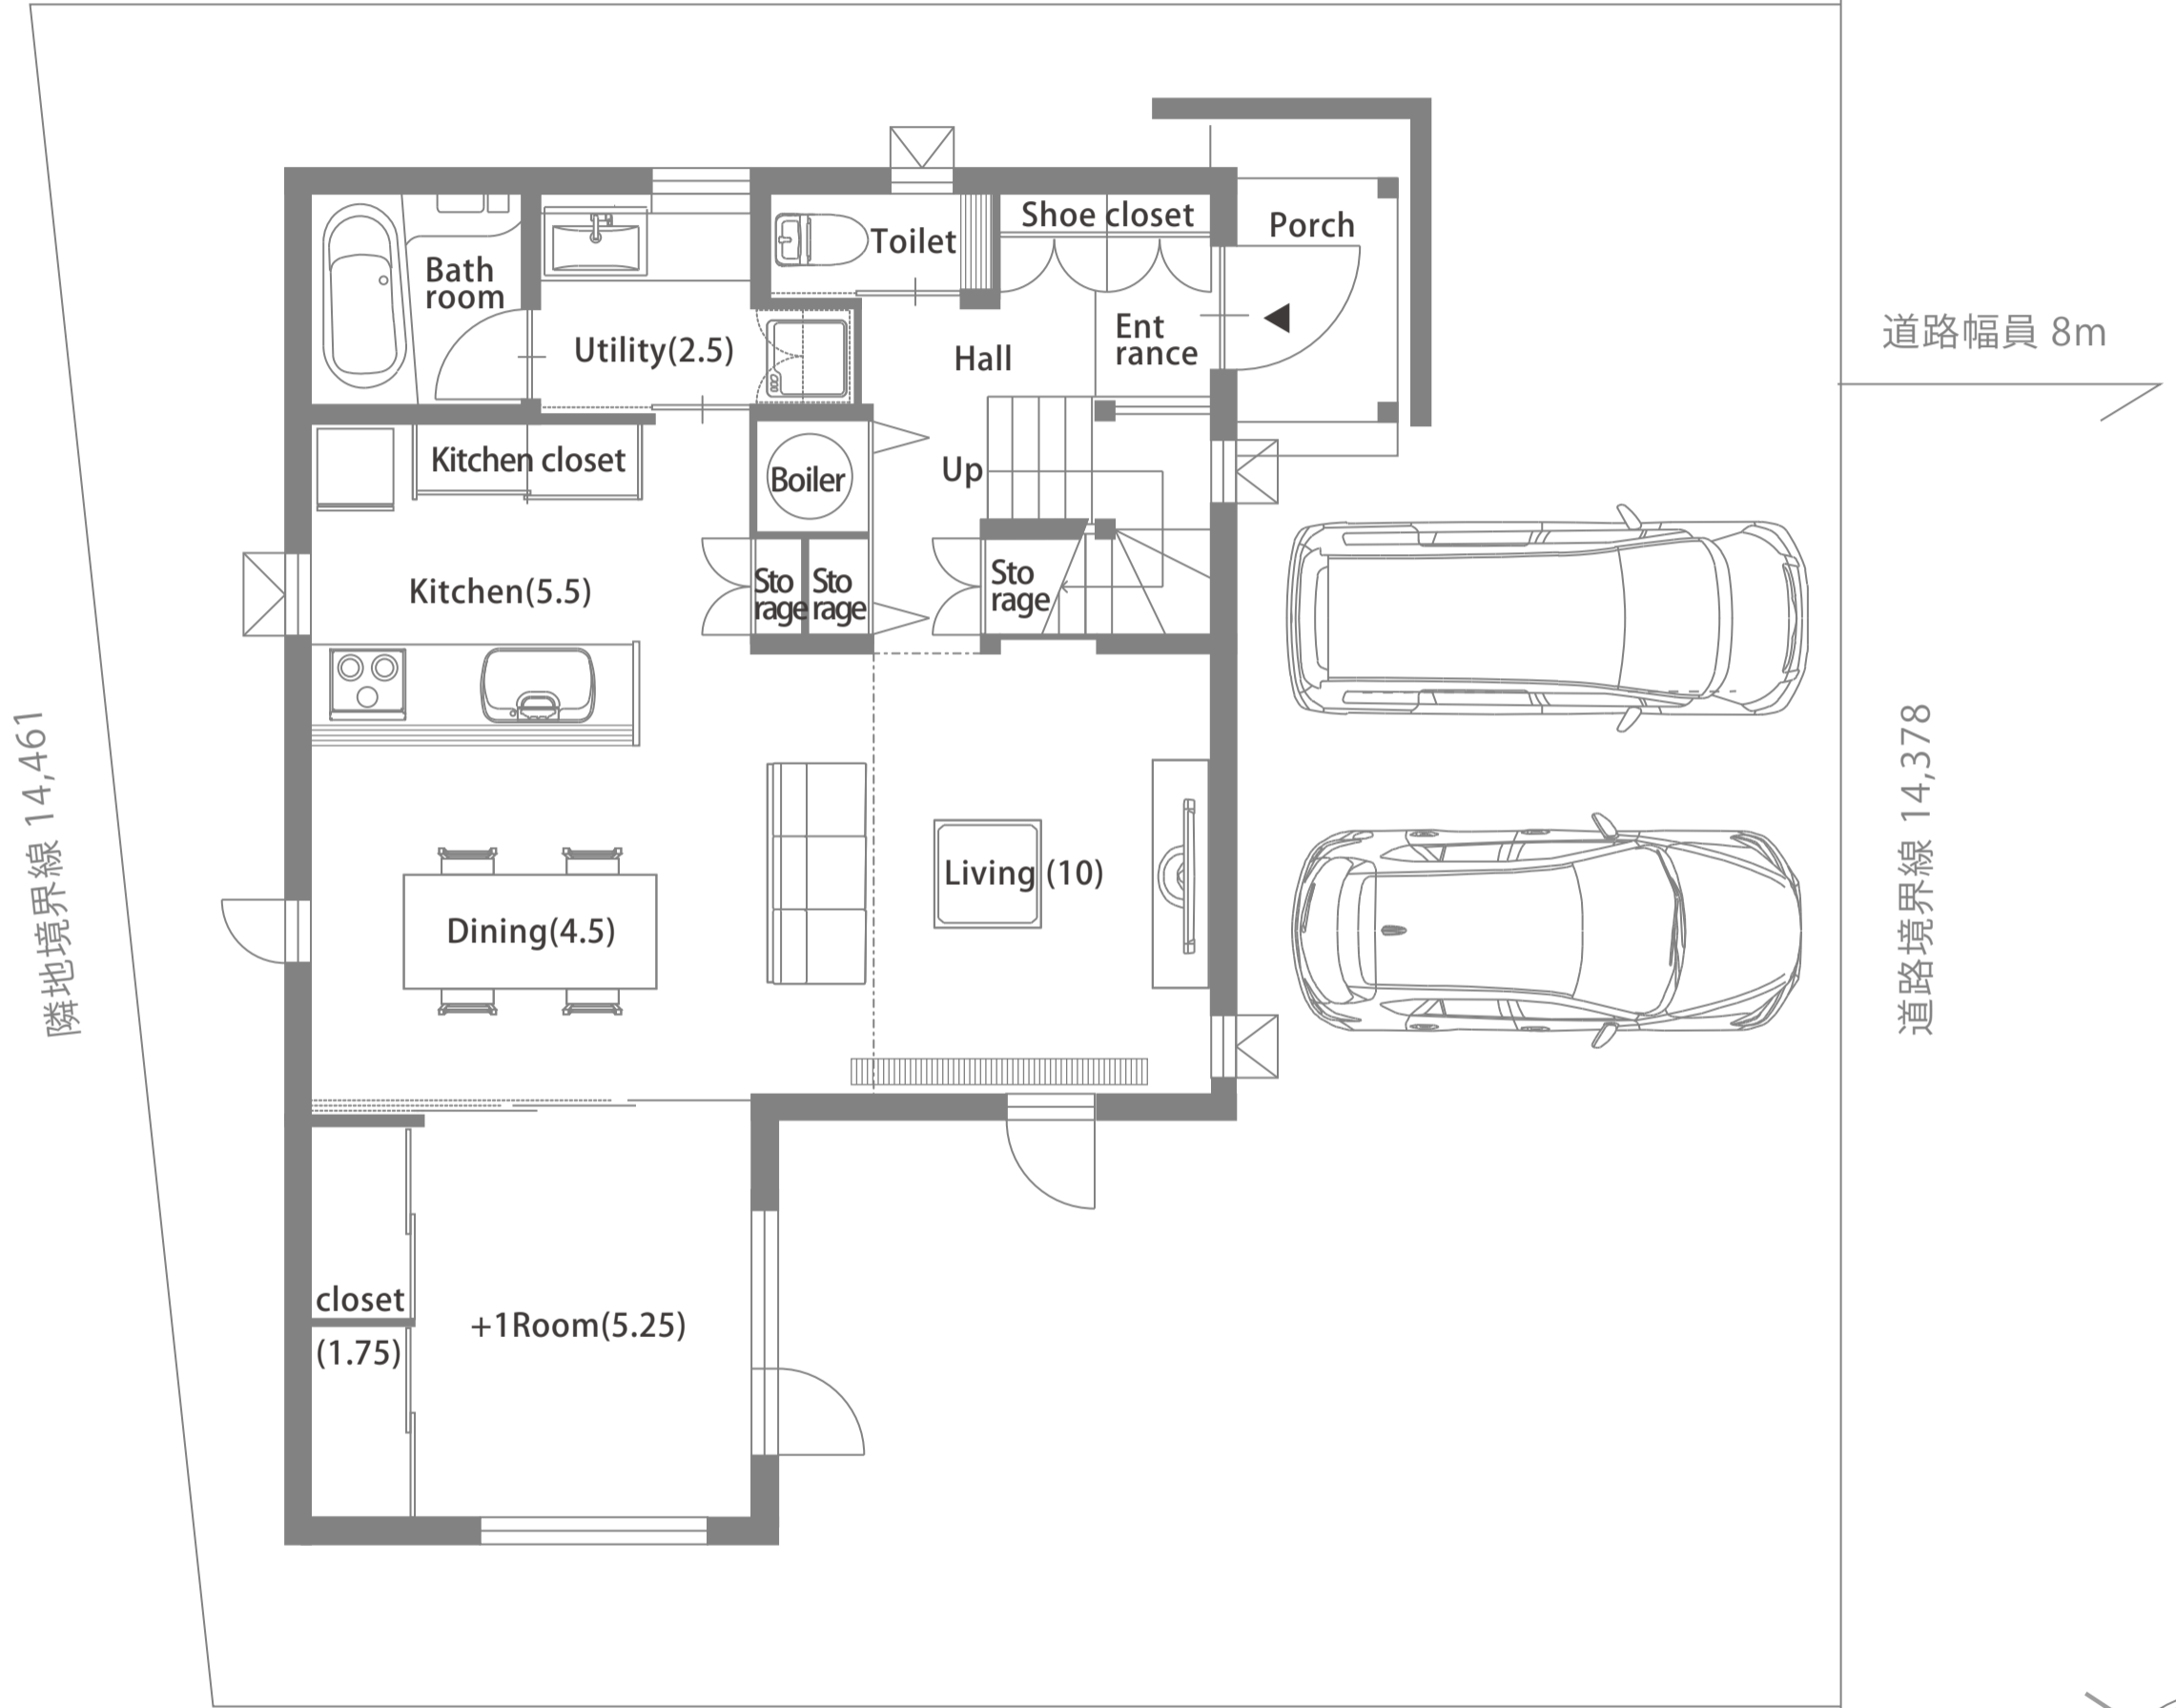 Shoe closet
Porch
Toilet
Bath
room
Ent
rance
道路幅員 8m
Utility(2.5)
Hall
Kitchen closet
Boiler
Up
Kitchen(5.5)
Sto
rage
Sto
rage
Sto
rage
隣地境界線 14,461
道路境界線 14,378
Living (10)
Dining(4.5)
closet
(1.75)
+1Room(5.25)